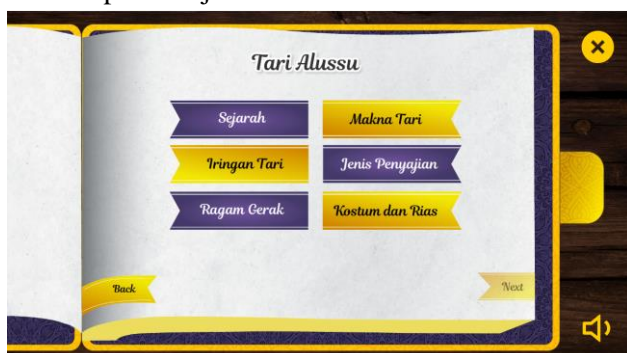 Tari Alussu
Sejarah
Makna Tari
Iringan Tari
Jenis Penyajian
Ragam Gerak
Kostum dan Rias
Back
Next